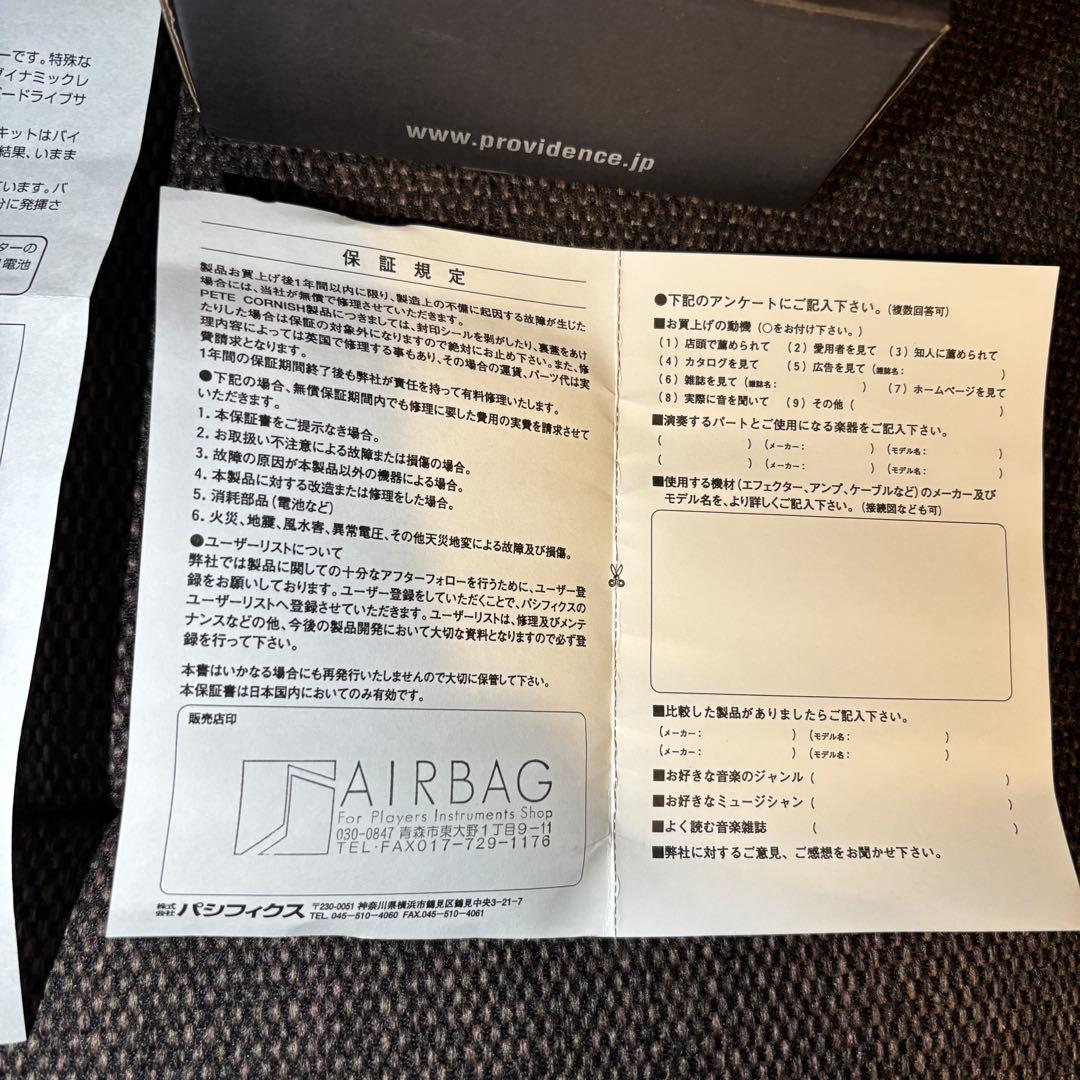 ーです。特殊な
ダイナミックレ
バードライブサ
キットはバイ
結果、いまま
ています。バ
分に発揮さ
ターの
電池
www.providence.jp
保証規定
製品お買上げ後1年間以内に限り、製造上の不備に起因する故障が生じた
場合には、当社が無償で修理させていただきます。
PETE CORNISH製品につきましては、封印シールを剥がしたり、裏蓋をあけ
たりした場合は保証の対象外になりますので絶対にお止め下さい。また、修
理内容によっては英国で修理する事もあり、その場合の運賃、パーツ代は実
費請求となります。
1年間の保証期間終了後も弊社が責任を持って有料修理いたします。
●下記の場合、無償保証期間内でも修理に要した費用の実費を請求させて
いただきます。
1. 本保証書をご提示なき場合。
2. お取扱い不注意による故障または損傷の場合。
3. 故障の原因が本製品以外の機器による場合。
4. 本製品に対する改造または修理をした場合。
5. 消耗部品(電池など)
6. 火災、地震、風水害、異常電圧、その他天災地変による故障及び損傷。
●ユーザーリストについて
弊社では製品に関しての十分なアフターフォローを行うために、ユーザー登
録をお願いしております。ユーザー登録をしていただくことで、パシフィクスの
ユーザーリストへ登録させていただきます。ユーザーリストは、修理及びメンテ
ナンスなどの他、今後の製品開発において大切な資料となりますので必ず登
録を行って下さい。
本書はいかなる場合にも再発行いたしませんので大切に保管して下さい。
本保証書は日本国内においてのみ有効です。
販売店印
AIRBAG
For Players Instruments Shop
030-0847 青森市東大野1丁目9-11
TEL・FAX017-729-1176
株式会社 パシフィクス 〒230-0051 神奈川県横浜市鶴見区鶴見中央3-21-7
TEL. 045-510-4060 FAX.045-510-4061
●下記のアンケートにご記入下さい。(複数回答可)
■お買上げの動機(○をお付け下さい。)
(1) 店頭で薦められて (2) 愛用者を見て (3) 知人に薦められて
(4) カタログを見て (5) 広告を見て(雑誌名: )
(6) 雑誌を見て(雑誌名: ) (7) ホームページを見て
(8) 実際に音を聞いて (9) その他( )
■演奏するパートとご使用になる楽器をご記入下さい。
( ) (メーカー: ) (モデル名: )
( ) (メーカー: ) (モデル名: )
■使用する機材(エフェクター、アンプ、ケーブルなど)のメーカー及び
モデル名を、より詳しくご記入下さい。(接続図なども可)
■比較した製品がありましたらご記入下さい。
(メーカー: ) (モデル名: )
(メーカー: ) (モデル名: )
■お好きな音楽のジャンル( )
■お好きなミュージシャン( )
■よく読む音楽雑誌 ( )
■弊社に対するご意見、ご感想をお聞かせ下さい。